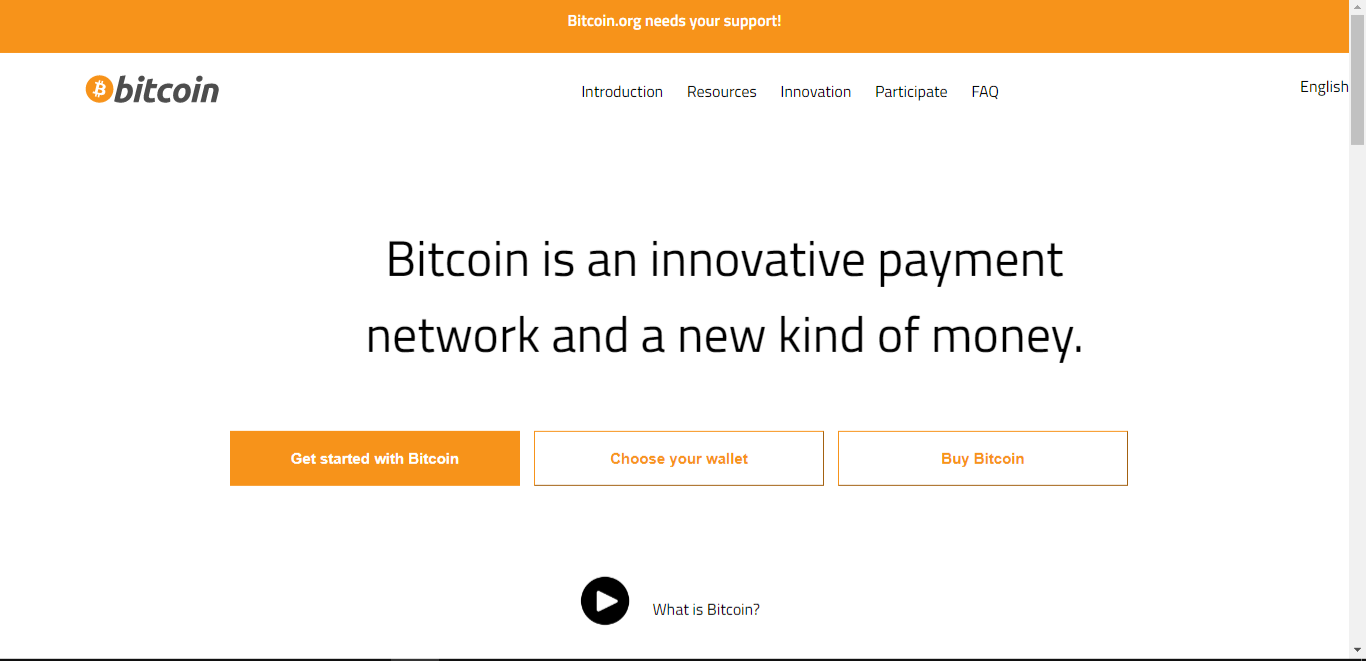 Bitcoin.org needs your support!
bitcoin
Introduction Resources Innovation Participate FAQ
English
Bitcoin is an innovative payment
network and a new kind of money.
Get started with Bitcoin
Choose your wallet
Buy Bitcoin
What is Bitcoin?